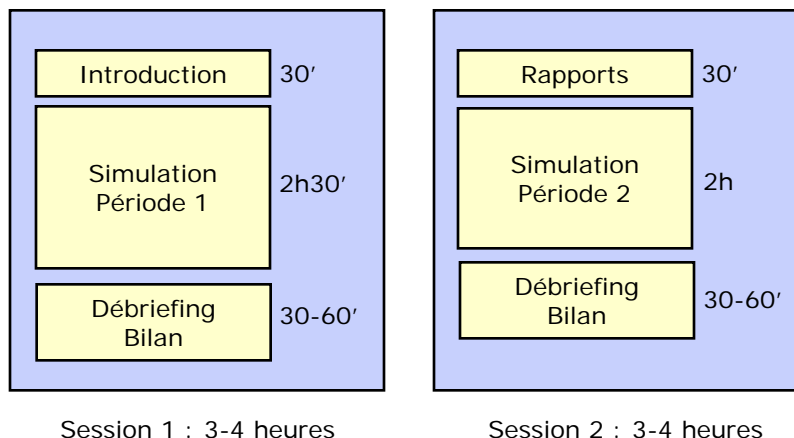 Introduction 30'
Simulation
Période 1
2h30'
Débriefing
Bilan
30-60'
Session 1 : 3-4 heures
Rapports 30'
Simulation
Période 2
2h
Débriefing
Bilan
30-60'
Session 2 : 3-4 heures